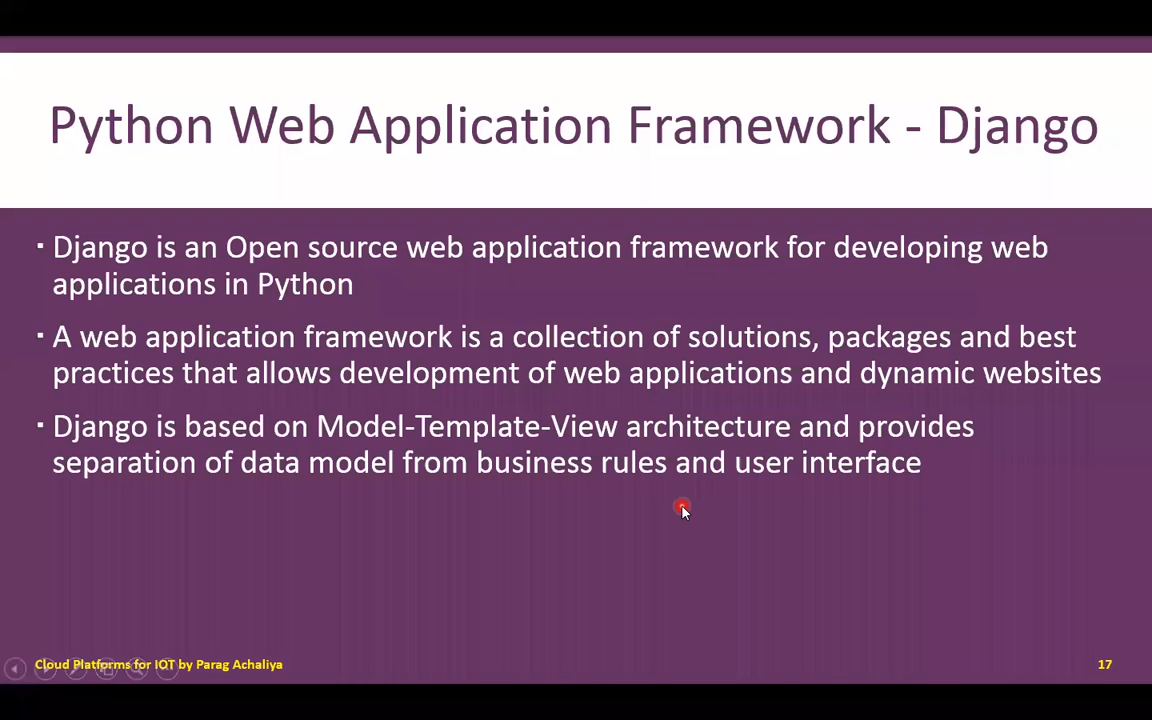 Python Web Application Framework - Django
▪ Django is an Open source web application framework for developing web
applications in Python
▪ A web application framework is a collection of solutions, packages and best
practices that allows development of web applications and dynamic websites
▪ Django is based on Model-Template-View architecture and provides
separation of data model from business rules and user interface
Cloud Platforms for IOT by Parag Achaliya
17